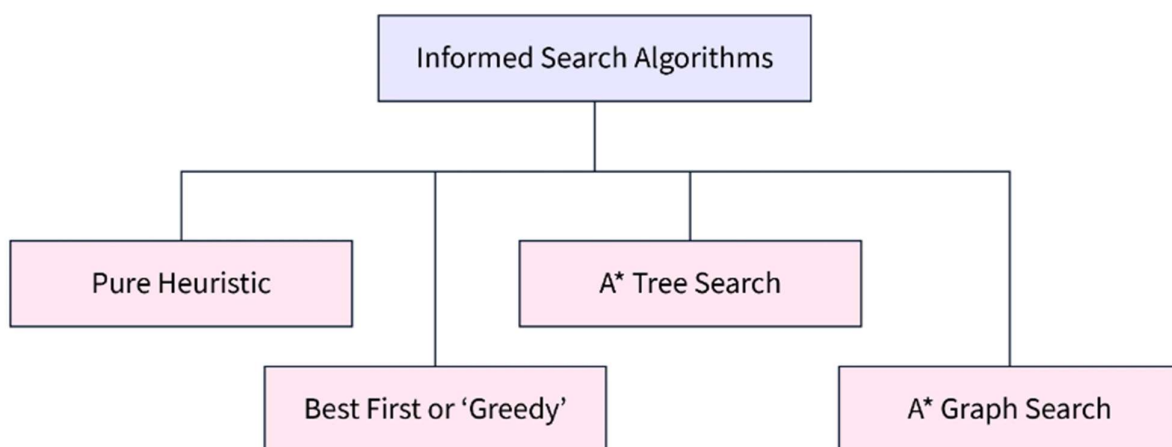 Informed Search Algorithms
Pure Heuristic
A* Tree Search
Best First or ‘Greedy’
A* Graph Search